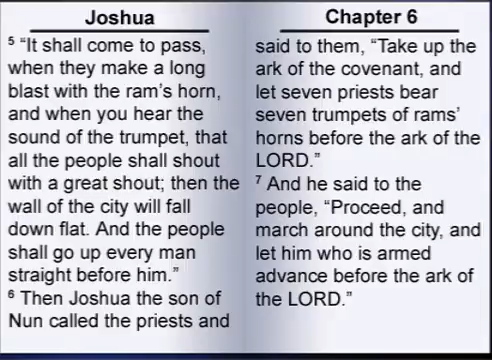 Joshua
⁵ “It shall come to pass,
when they make a long
blast with the ram’s horn,
and when you hear the
sound of the trumpet, that
all the people shall shout
with a great shout; then the
wall of the city will fall
down flat. And the people
shall go up every man
straight before him.”
⁶ Then Joshua the son of
Nun called the priests and
Chapter 6
said to them, “Take up the
ark of the covenant, and
let seven priests bear
seven trumpets of rams’
horns before the ark of the
LORD.”
⁷ And he said to the
people, “Proceed, and
march around the city, and
let him who is armed
advance before the ark of
the LORD.”